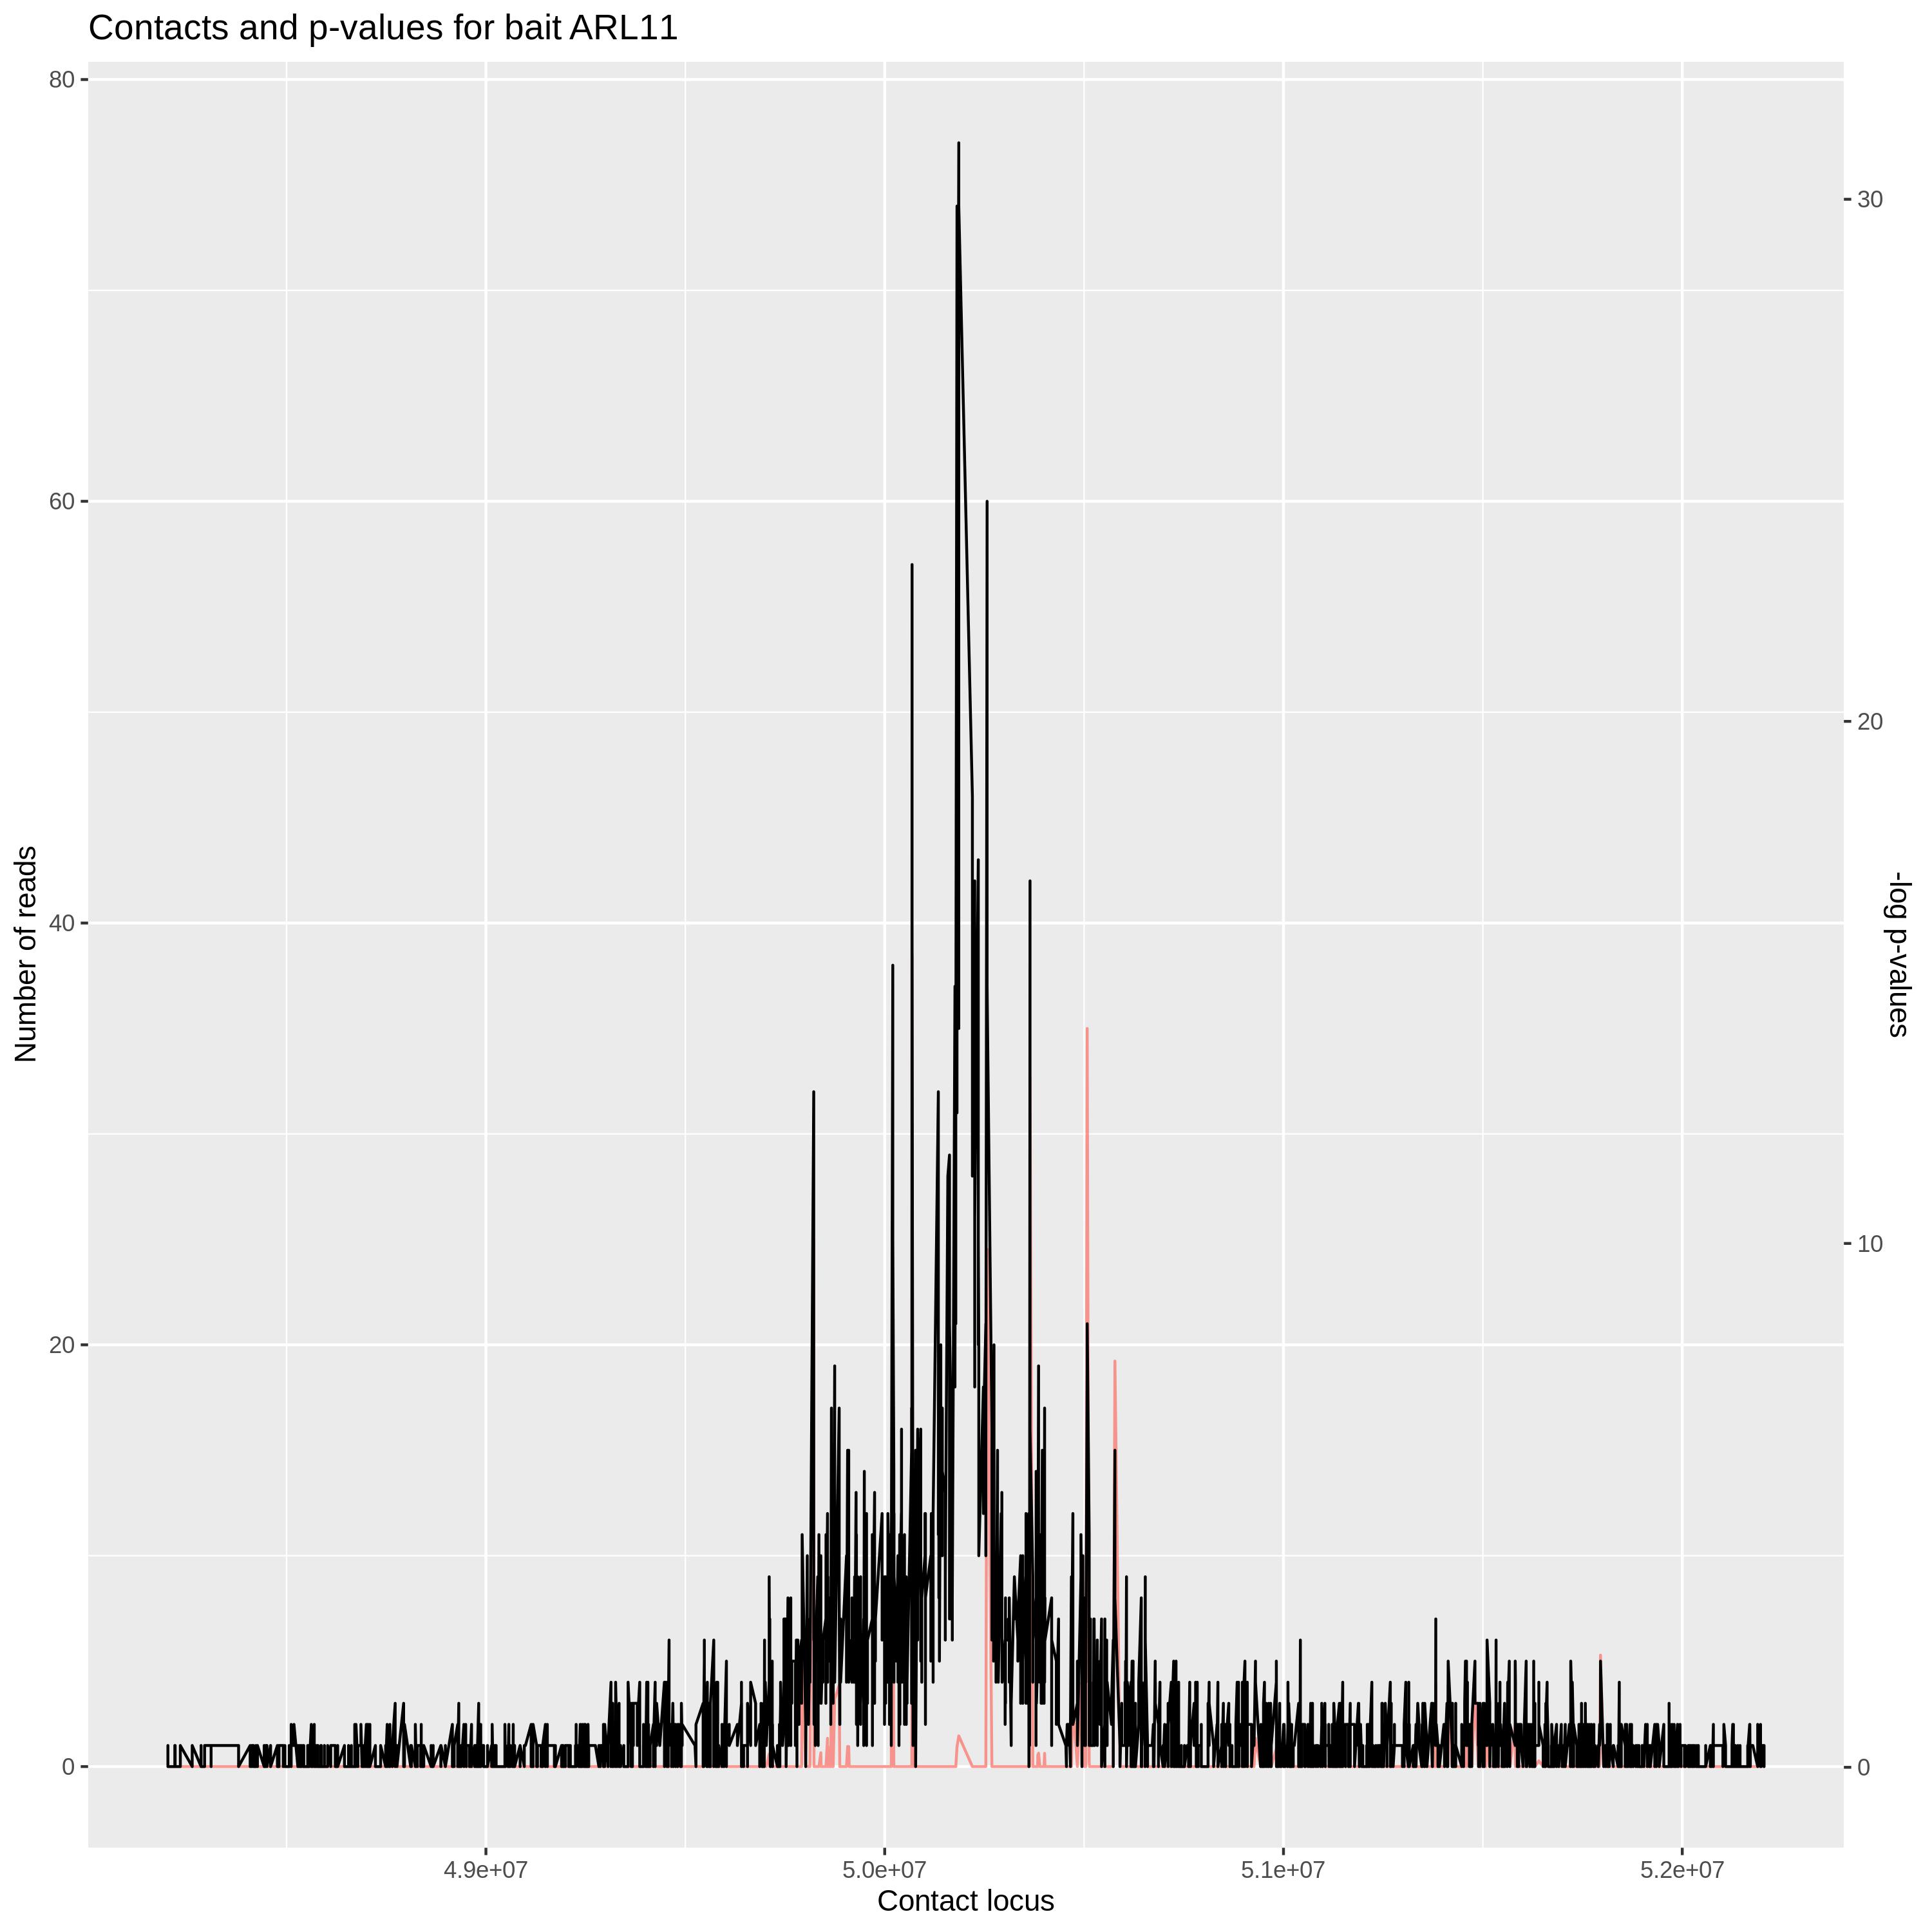 Contacts and p-values for bait ARL11
80
60
40
20
0
30
20
10
0
Number of reads
-log p-values
4.9e+07 5.0e+07 5.1e+07 5.2e+07
Contact locus